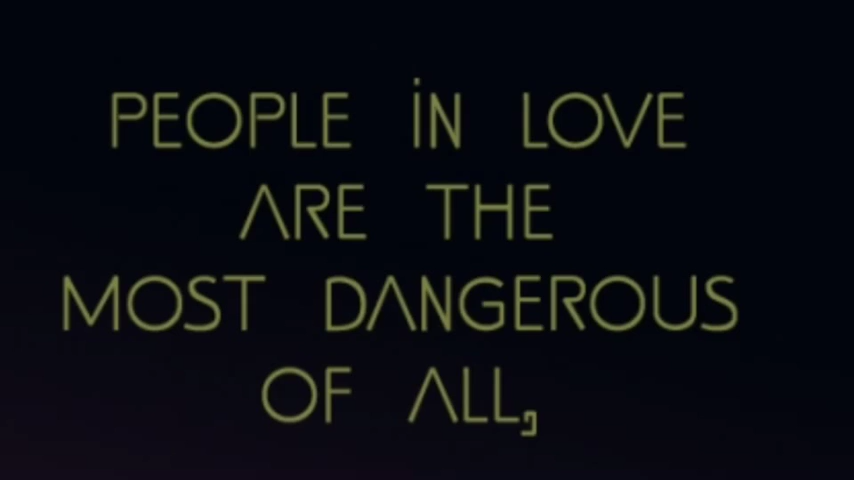 PEOPLE iN LOVE
ARE THE
MOST DANGEROUS
OF ALL,